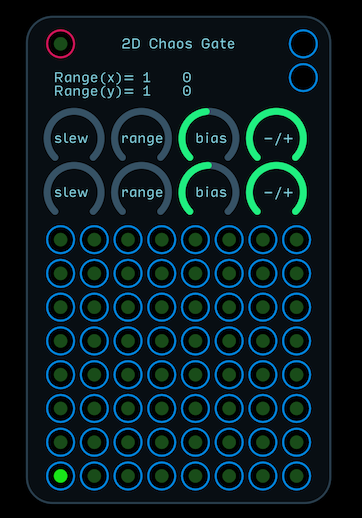 2D Chaos Gate
Range(x)= 1 0
Range(y)= 1 0
slew range bias -/+
slew range bias -/+